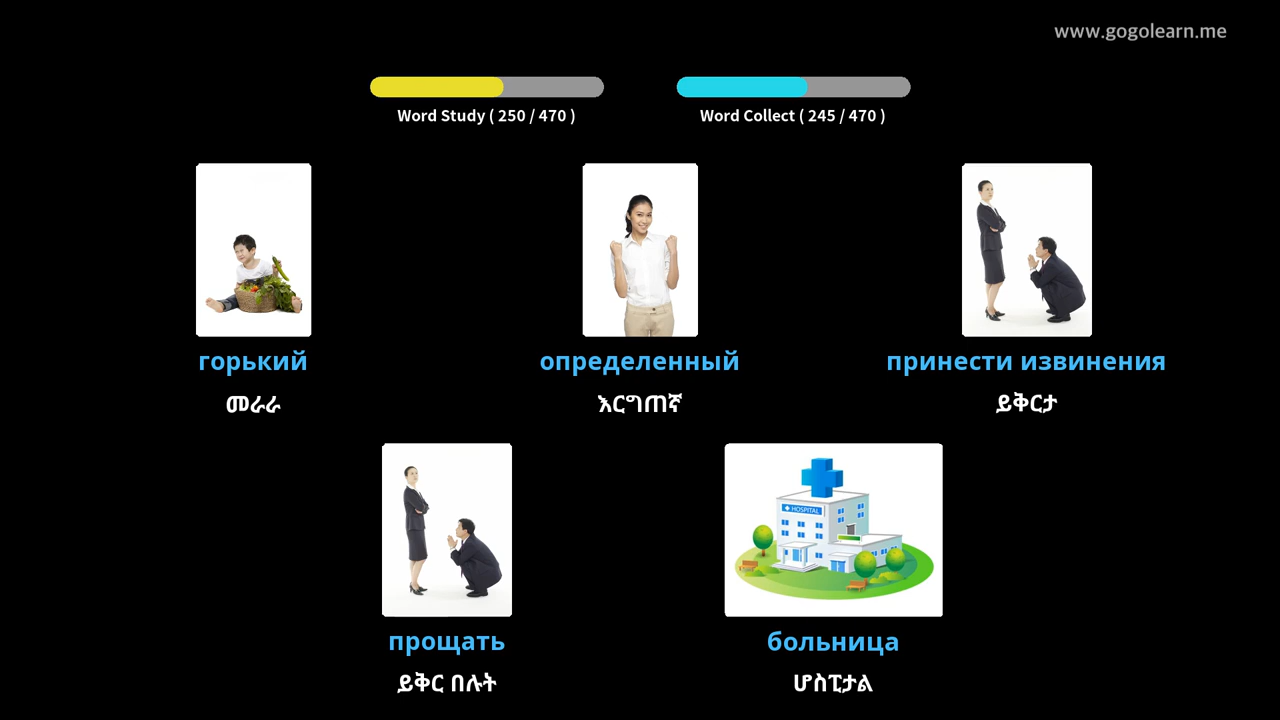 www.gogolearn.me
Word Study ( 250 / 470 )
Word Collect ( 245 / 470 )
горький
определенный
принести извинения
መራራ
እርግጠኛ
ይቅርታ
HOSPITAL
прощать
больница
ይቅር በሉት
ሆስፒታል